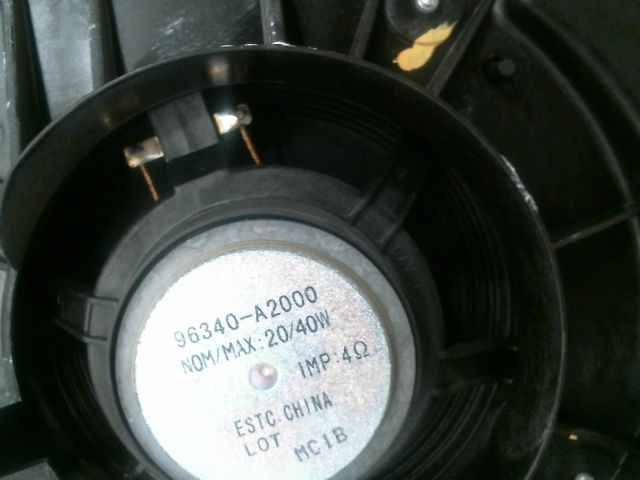 96340-A2000
NOM/MAX:20/40W
IMP:4Ω
ESTC.CHINA
LOT MC1B